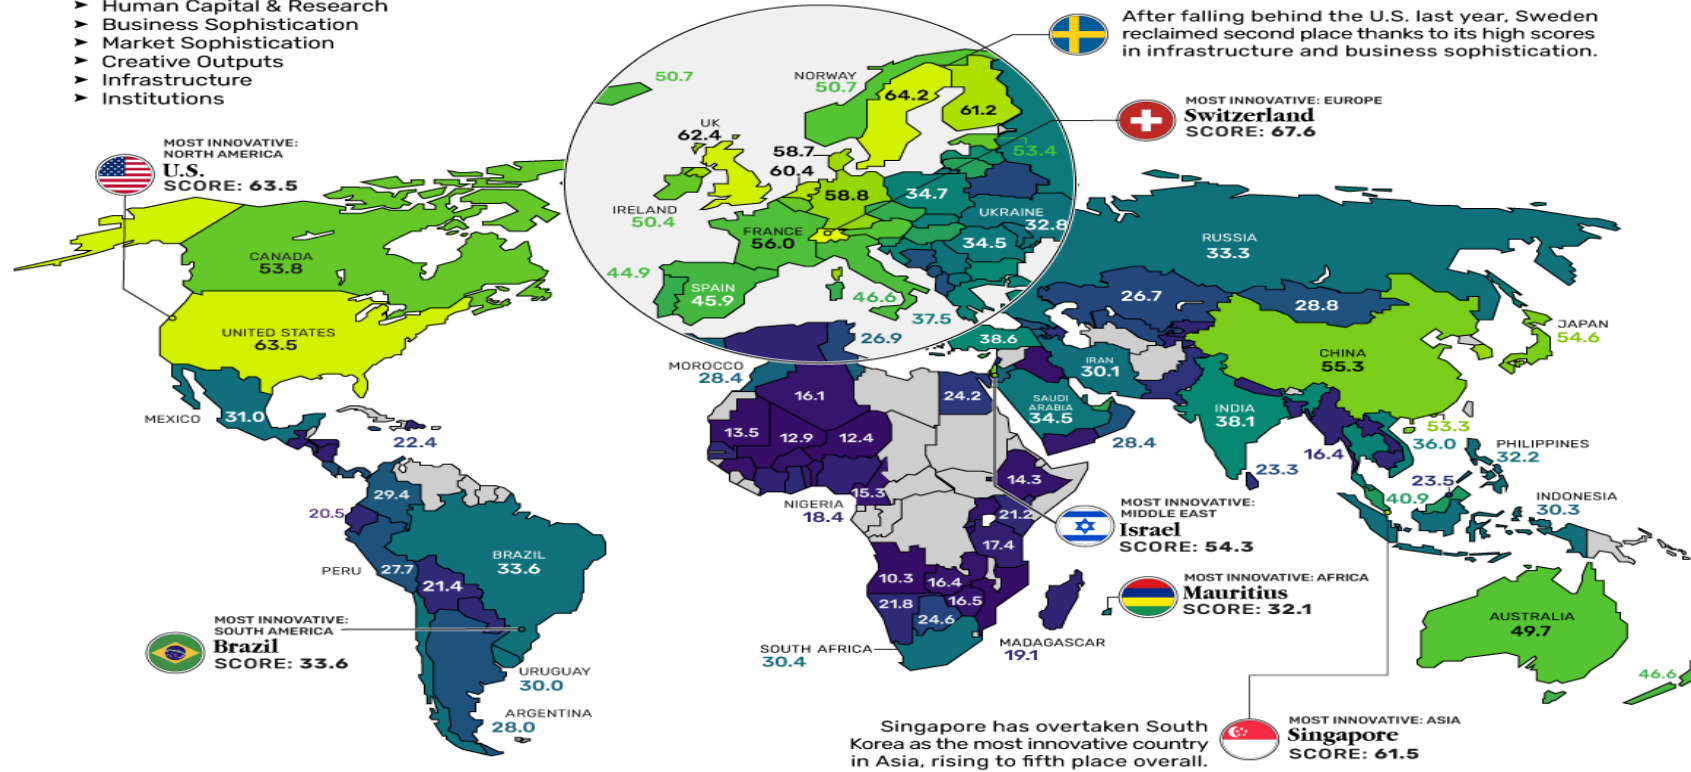 ➤ Human Capital & Research
➤ Business Sophistication
➤ Market Sophistication
➤ Creative Outputs
➤ Infrastructure
➤ Institutions
After falling behind the U.S. last year, Sweden
reclaimed second place thanks to its high scores
in infrastructure and business sophistication.
MOST INNOVATIVE:
NORTH AMERICA
U.S.
SCORE: 63.5
MOST INNOVATIVE: EUROPE
Switzerland
SCORE: 67.6
50.7
NORWAY
50.7
64.2
61.2
UK
62.4
53.4
58.7
60.4
58.8
34.7
IRELAND
50.4
UKRAINE
32.8
FRANCE
56.0
34.5
44.9
SPAIN
45.9
46.6
37.5
26.9
38.6
CANADA
53.8
UNITED STATES
63.5
MEXICO
31.0
22.4
RUSSIA
33.3
26.7
28.8
JAPAN
54.6
CHINA
55.3
IRAN
30.1
MOROCCO
28.4
16.1
24.2
SAUDI
ARABIA
34.5
INDIA
38.1
28.4
13.5
12.9
12.4
53.3
36.0
PHILIPPINES
32.2
16.4
23.3
23.5
40.9
INDONESIA
30.3
14.3
15.3
NIGERIA
18.4
21.2
17.4
29.4
20.5
BRAZIL
33.6
PERU
27.7
21.4
10.3
16.4
21.8
16.5
24.6
MOST INNOVATIVE:
MIDDLE EAST
Israel
SCORE: 54.3
MOST INNOVATIVE: AFRICA
Mauritius
SCORE: 32.1
SOUTH AFRICA
30.4
MADAGASCAR
19.1
AUSTRALIA
49.7
46.6
MOST INNOVATIVE:
SOUTH AMERICA
Brazil
SCORE: 33.6
URUGUAY
30.0
ARGENTINA
28.0
Singapore has overtaken South
Korea as the most innovative country
in Asia, rising to fifth place overall.
MOST INNOVATIVE: ASIA
Singapore
SCORE: 61.5